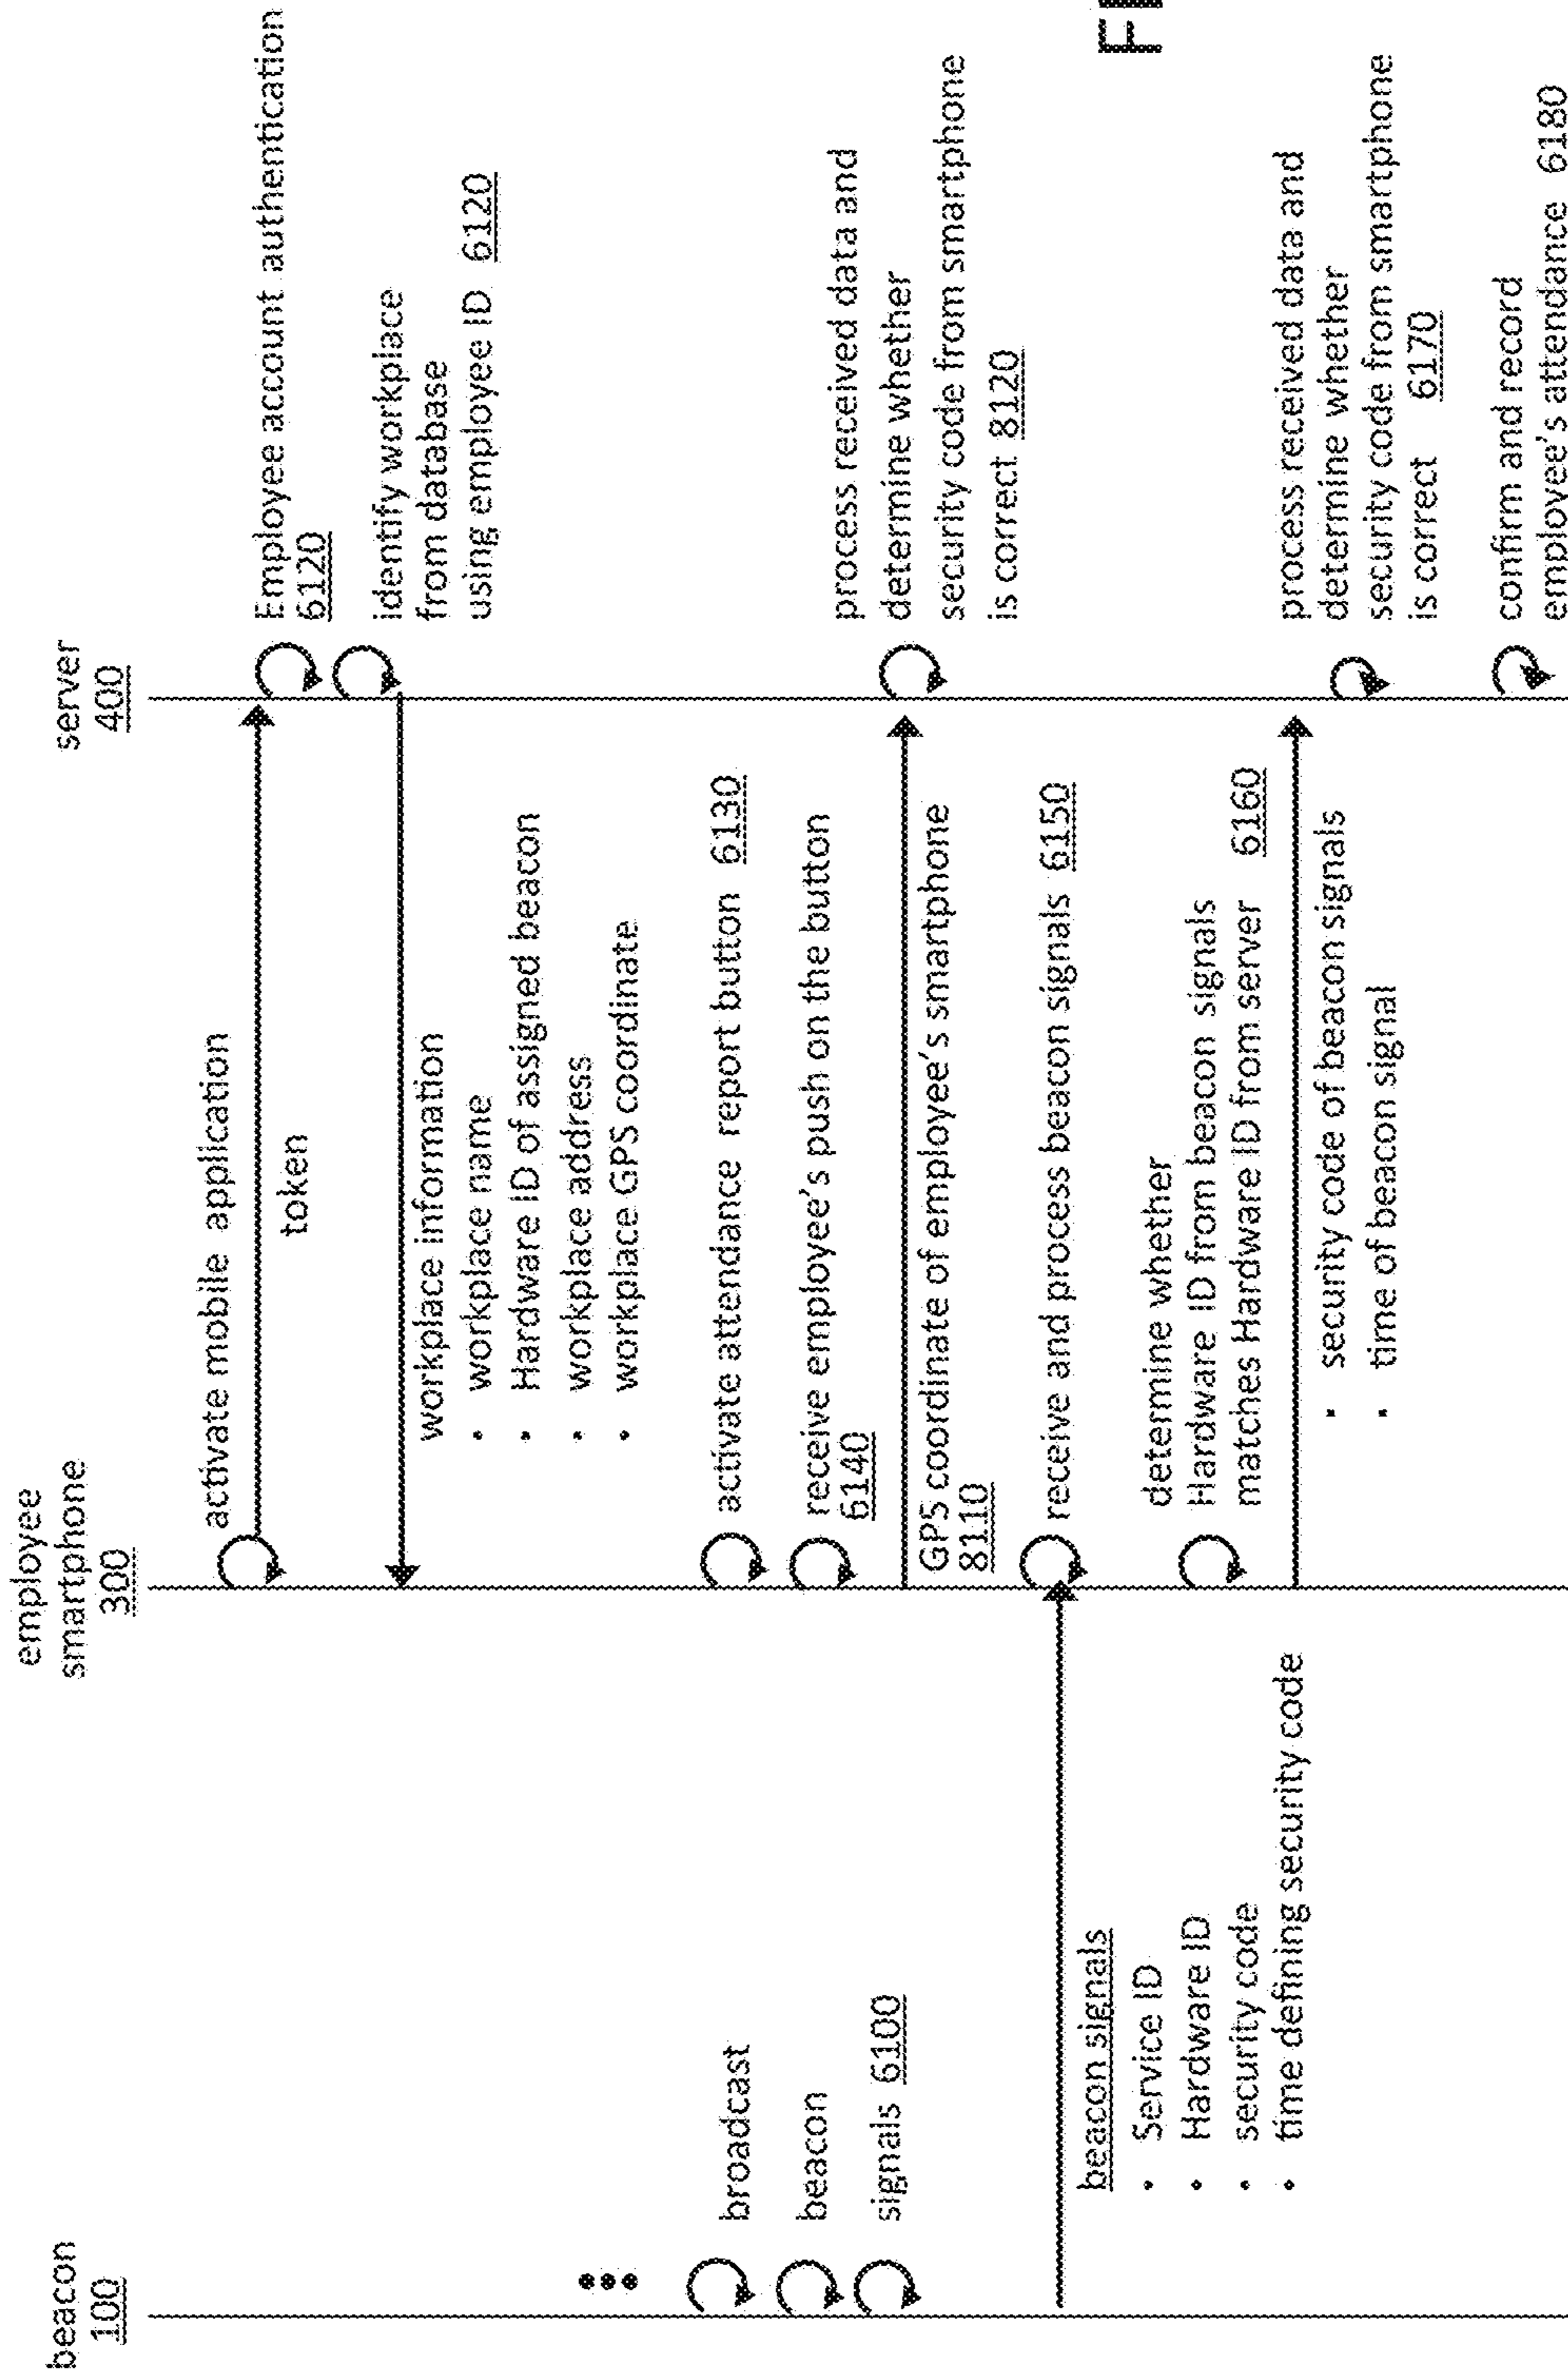 beacon
100
employee
smartphone
300
server
400
activate mobile application
token
Employee account authentication
6120
identify workplace
from database
using employee ID 6120
workplace information
• workplace name
• Hardware ID of assigned beacon
• workplace address
• workplace GPS coordinate
broadcast
beacon
signals 6100
activate attendance report button 6130
receive employee's push on the button
6140
GPS coordinate of employee's smartphone
8110
process received data and
determine whether
security code from smartphone
is correct 8120
beacon signals
• Service ID
• Hardware ID
• security code
• time defining security code
receive and process beacon signals 6150
determine whether
Hardware ID from beacon signals
matches Hardware ID from server 6160
• security code of beacon signals
• time of beacon signal
process received data and
determine whether
security code from smartphone
is correct 6170
confirm and record
employee's attendance 6180